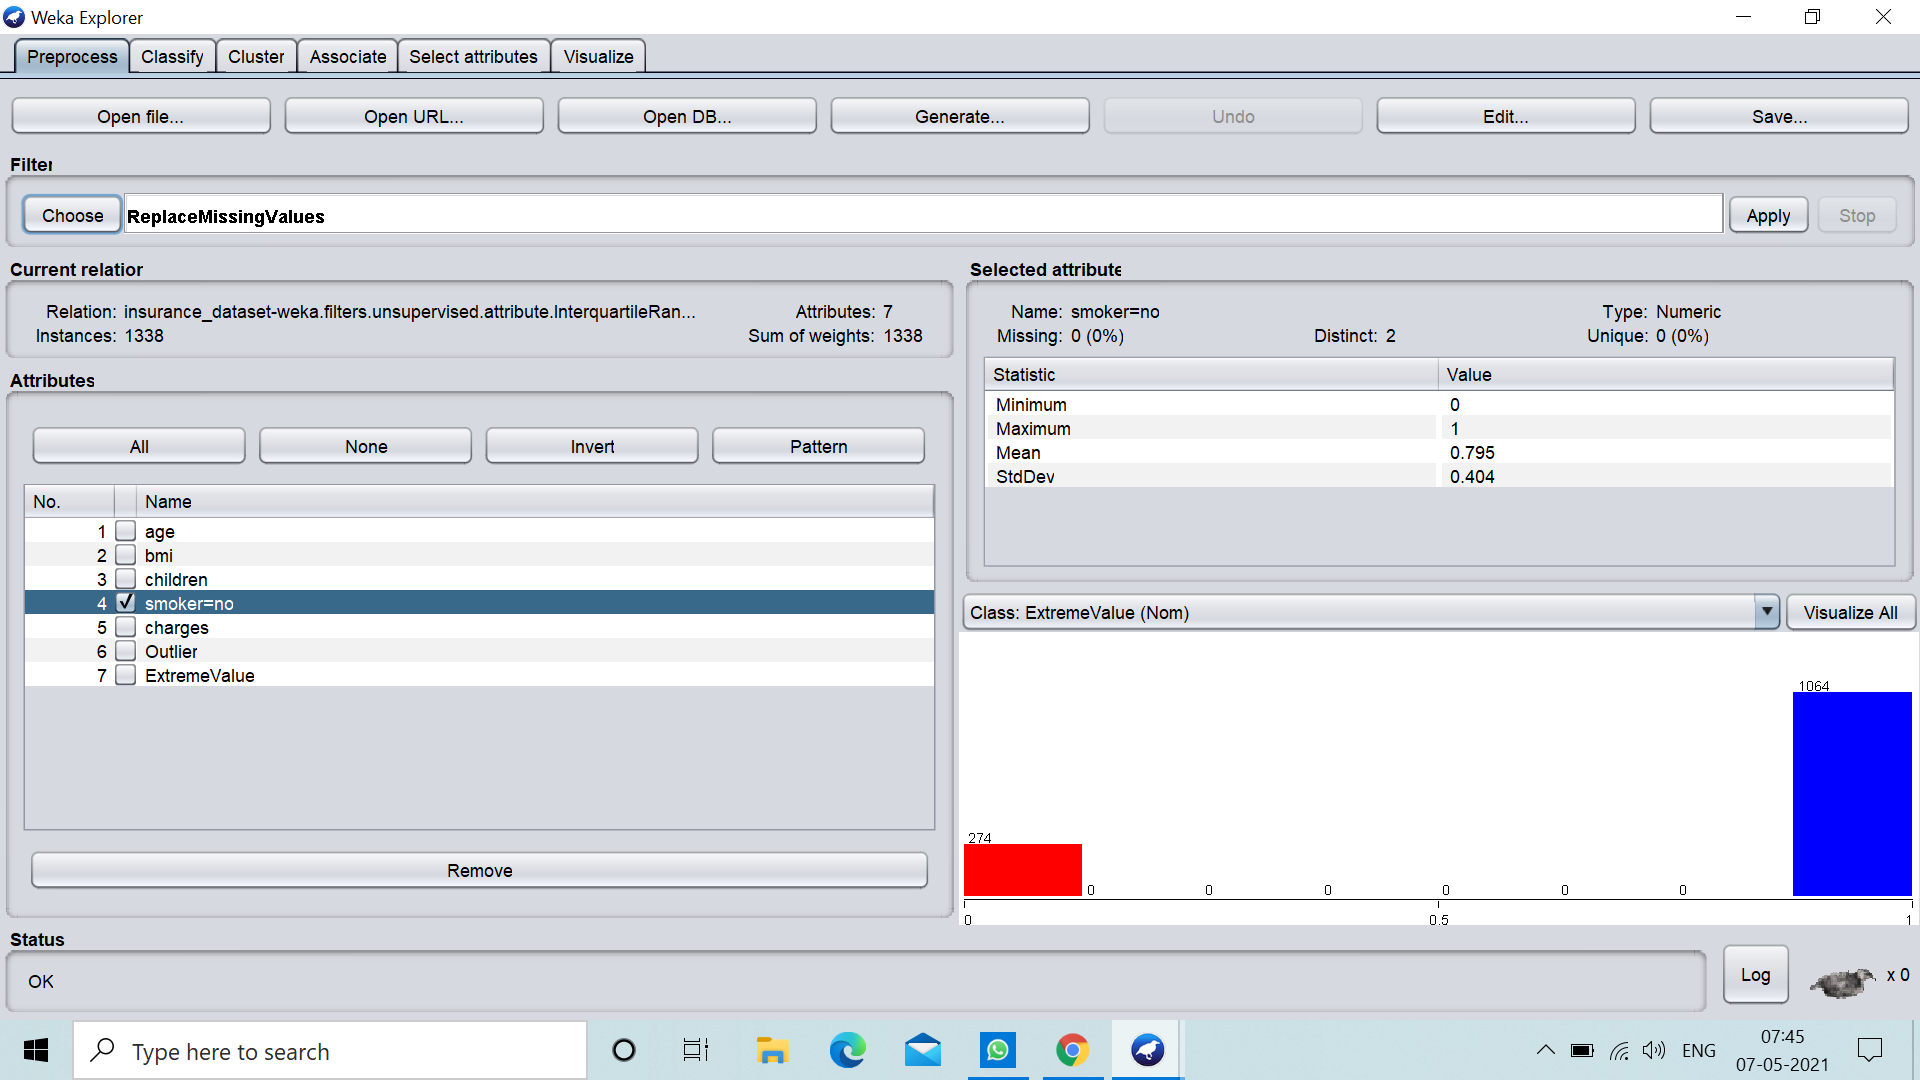 Weka Explorer
Preprocess Classify Cluster Associate Select attributes Visualize
Open file... Open URL... Open DB... Generate... Undo Edit... Save...
Filter
Choose ReplaceMissingValues Apply Stop
Current relation
Relation: insurance_dataset-weka.filters.unsupervised.attribute.InterquartileRan... Attributes: 7
Instances: 1338 Sum of weights: 1338
Attributes
All None Invert Pattern
No. Name
1 age
2 bmi
3 children
4 smoker=no
5 charges
6 Outlier
7 ExtremeValue
Remove
Selected attribute
Name: smoker=no Type: Numeric
Missing: 0 (0%) Distinct: 2 Unique: 0 (0%)
Statistic Value
Minimum 0
Maximum 1
Mean 0.795
StdDev 0.404
Class: ExtremeValue (Nom) Visualize All
1064
274
0 0 0 0 0 0
0 0.5 1
Status
OK
Log x 0
Type here to search
ENG
07:45
07-05-2021